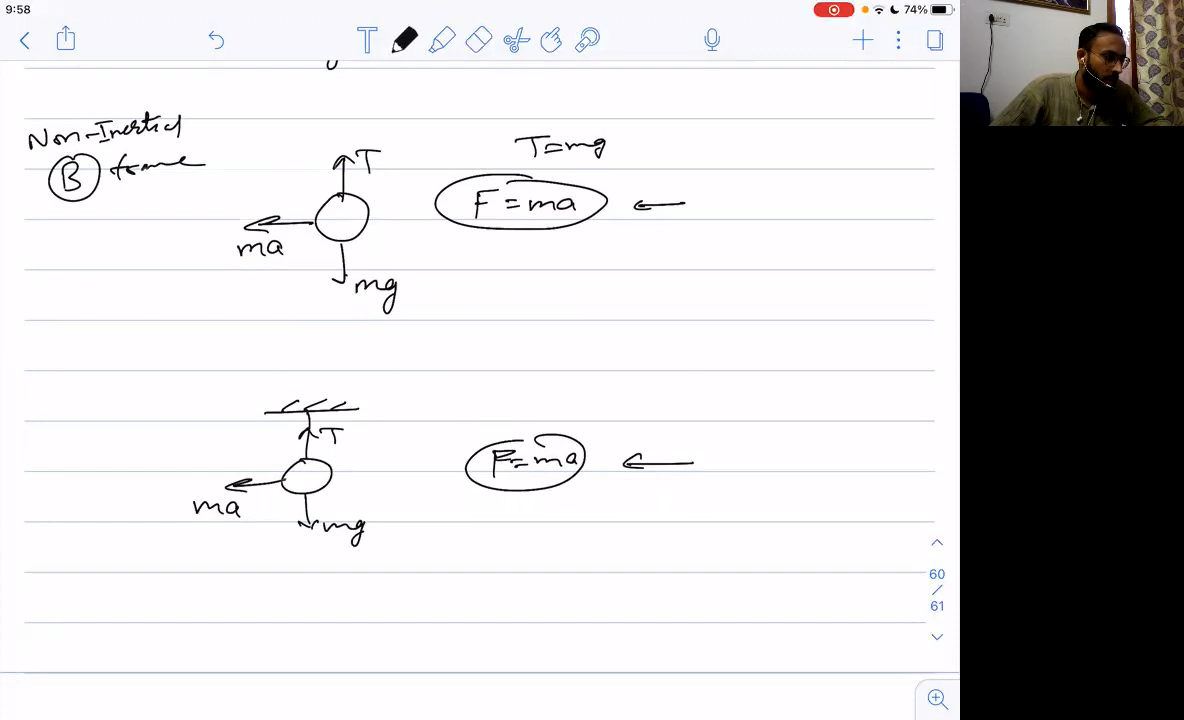 9:58
74%
T
Non-Inertial
B frame
T
T=mg
F=ma
ma
mg
T
F=ma
ma
mg
60
/
61